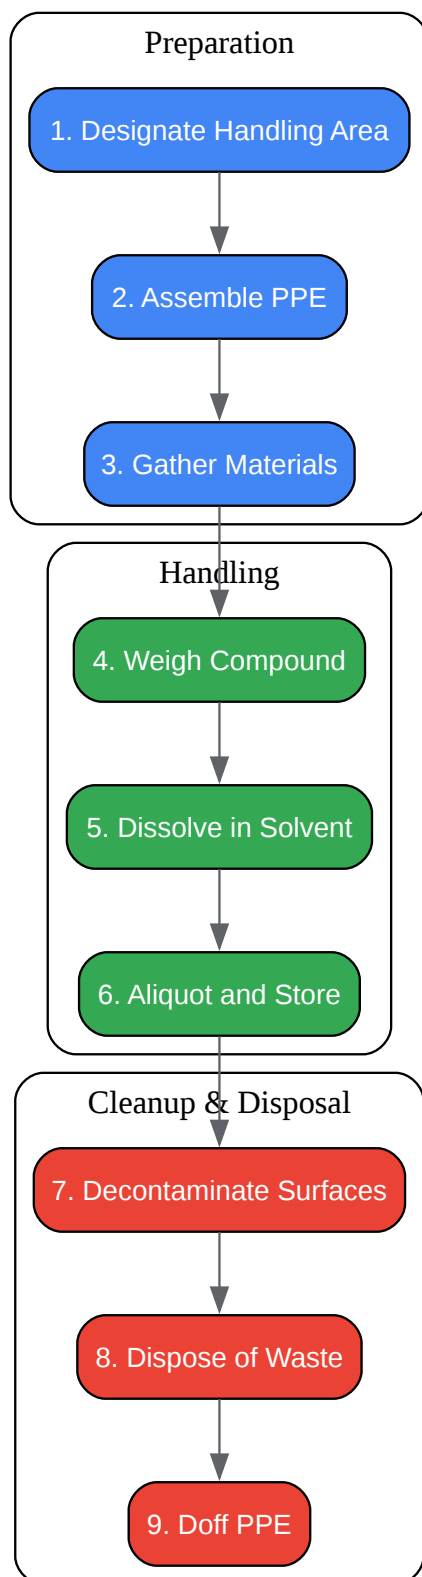 Preparation
1. Designate Handling Area
2. Assemble PPE
3. Gather Materials
Handling
4. Weigh Compound
5. Dissolve in Solvent
6. Aliquot and Store
Cleanup & Disposal
7. Decontaminate Surfaces
8. Dispose of Waste
9. Doff PPE